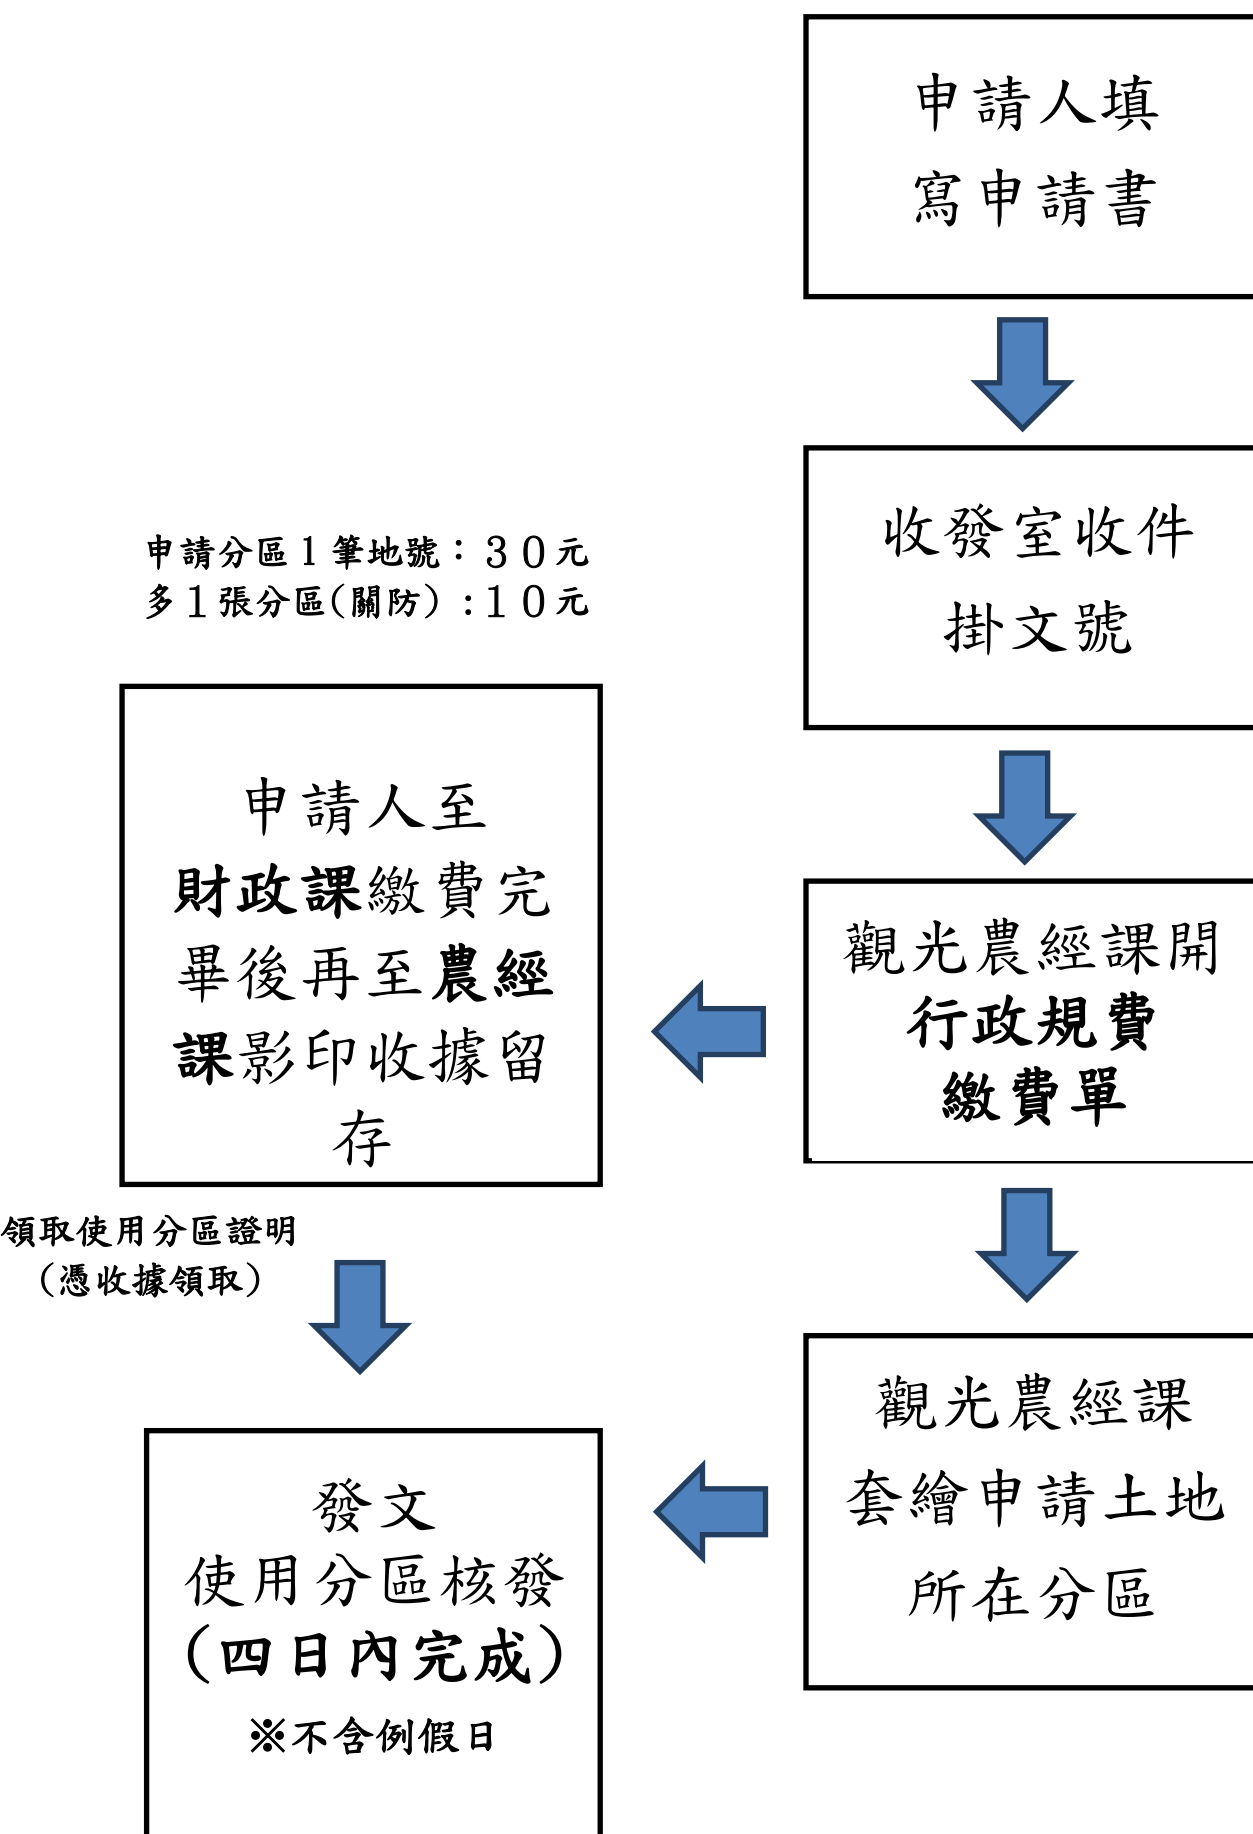 申請人填
寫申請書
收發室收件
掛文號
申請分區１筆地號：３０元
多１張分區(關防)：１０元
觀光農經課開
行政規費
繳費單
申請人至
財政課繳費完
畢後再至農經
課影印收據留
存
觀光農經課
套繪申請土地
所在分區
領取使用分區證明
(憑收據領取)
發文
使用分區核發
(四日內完成)
※不含例假日